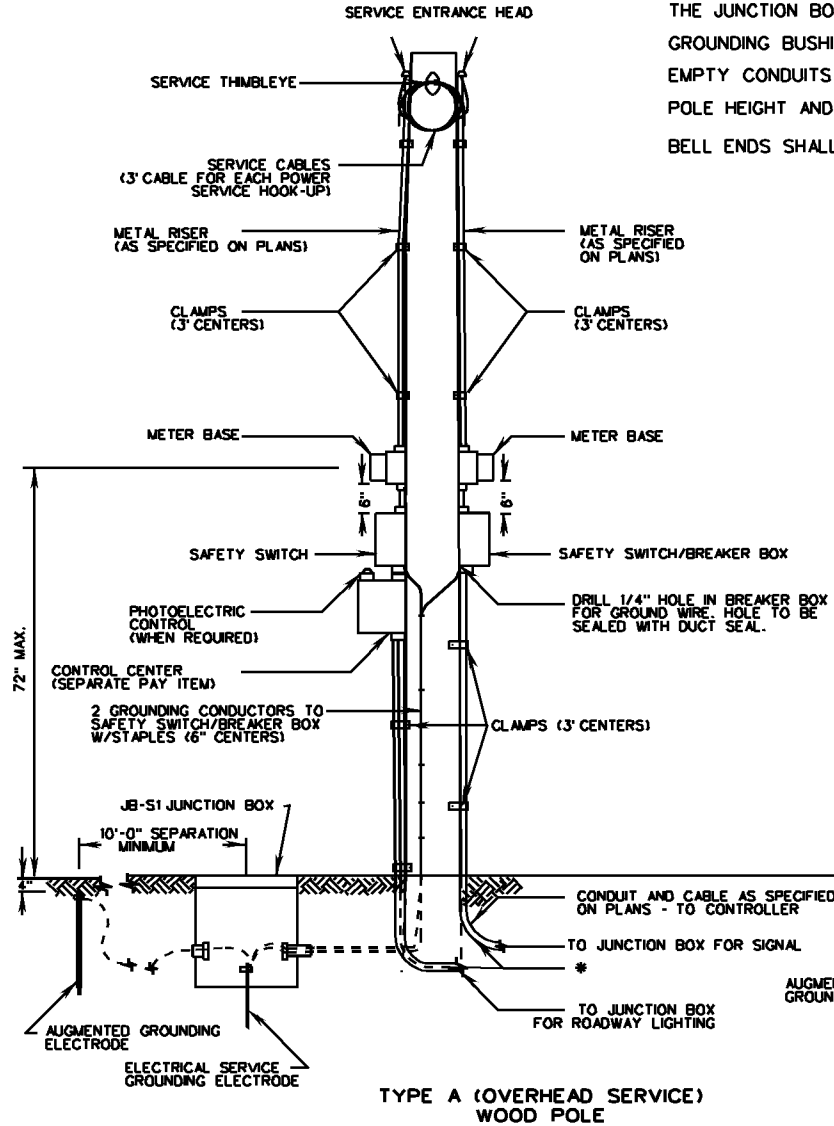 SERVICE ENTRANCE HEAD
THE JUNCTION BO
GROUNDING BUSHI
EMPTY CONDUITS
POLE HEIGHT AND
BELL ENDS SHALL
SERVICE THIMBLEYE
SERVICE CABLES
(3' CABLE FOR EACH POWER
SERVICE HOOK-UP)
METAL RISER
(AS SPECIFIED ON PLANS)
METAL RISER
(AS SPECIFIED
ON PLANS)
CLAMPS
(3' CENTERS)
CLAMPS
(3' CENTERS)
METER BASE
METER BASE
6"
6"
SAFETY SWITCH
SAFETY SWITCH/BREAKER BOX
PHOTOELECTRIC
CONTROL
(WHEN REQUIRED)
DRILL 1/4" HOLE IN BREAKER BOX
FOR GROUND WIRE. HOLE TO BE
SEALED WITH DUCT SEAL.
72" MAX.
CONTROL CENTER
(SEPARATE PAY ITEM)
2 GROUNDING CONDUCTORS TO
SAFETY SWITCH/BREAKER BOX
W/STAPLES (6" CENTERS)
CLAMPS (3' CENTERS)
JB-S1 JUNCTION BOX
10'-0" SEPARATION
MINIMUM
4"
CONDUIT AND CABLE AS SPECIFIED
ON PLANS - TO CONTROLLER
TO JUNCTION BOX FOR SIGNAL
*
AUGME
GROUN
TO JUNCTION BOX
FOR ROADWAY LIGHTING
AUGMENTED GROUNDING
ELECTRODE
ELECTRICAL SERVICE
GROUNDING ELECTRODE
TYPE A (OVERHEAD SERVICE)
WOOD POLE